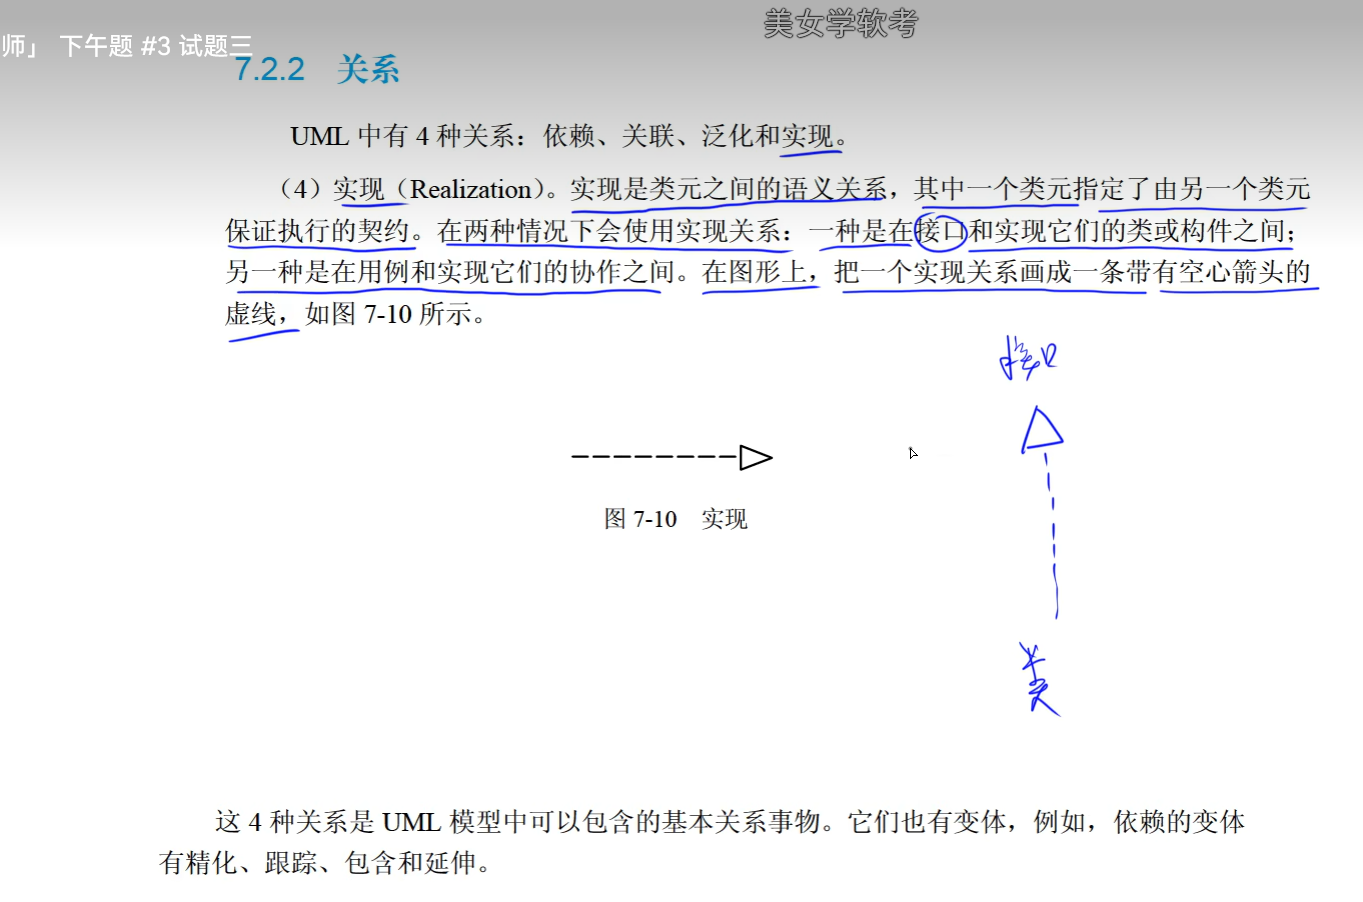 美女学软考
师」 下午题 #3 试题三
7.2.2 关系
UML 中有 4 种关系：依赖、关联、泛化和实现。
（4）实现（Realization）。实现是类元之间的语义关系，其中一个类元指定了由另一个类元
保证执行的契约。在两种情况下会使用实现关系：一种是在接口和实现它们的类或构件之间；
另一种是在用例和实现它们的协作之间。在图形上，把一个实现关系画成一条带有空心箭头的
虚线，如图 7-10 所示。
接口
图 7-10 实现
类
这 4 种关系是 UML 模型中可以包含的基本关系事物。它们也有变体，例如，依赖的变体
有精化、跟踪、包含和延伸。